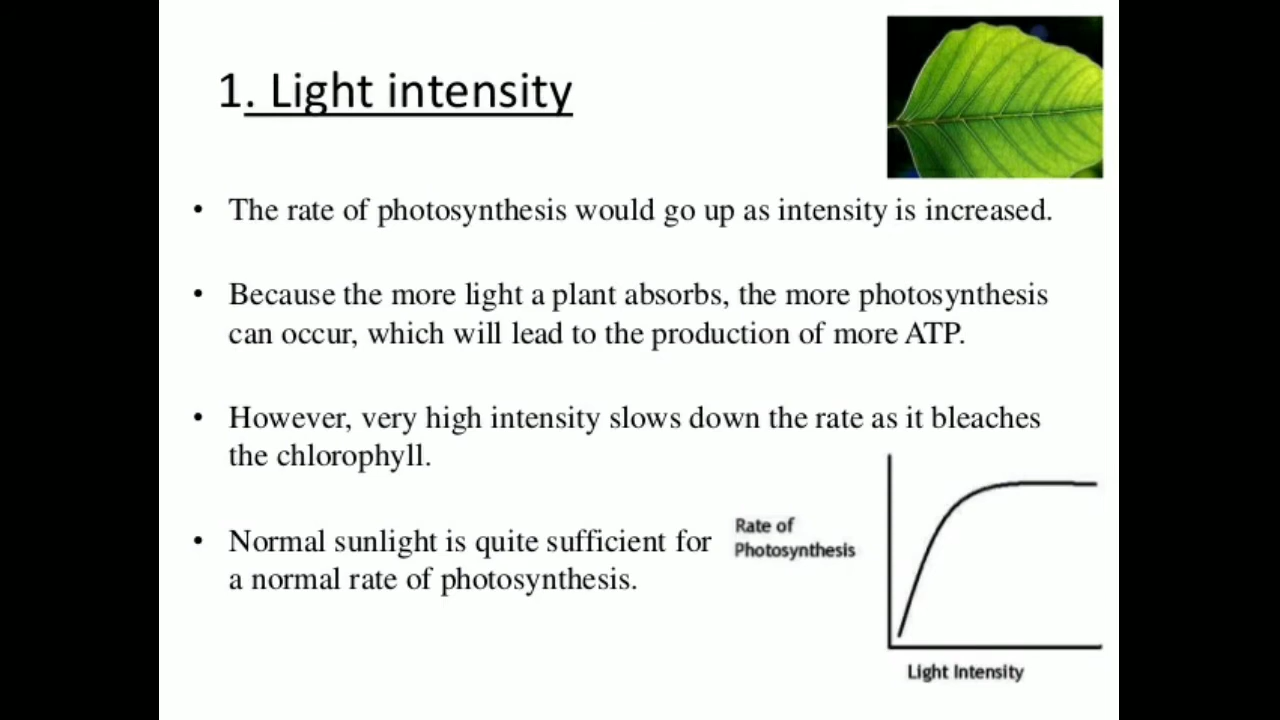 1. Light intensity
• The rate of photosynthesis would go up as intensity is increased.
• Because the more light a plant absorbs, the more photosynthesis
can occur, which will lead to the production of more ATP.
• However, very high intensity slows down the rate as it bleaches
the chlorophyll.
• Normal sunlight is quite sufficient for
a normal rate of photosynthesis.
Rate of
Photosynthesis
Light Intensity